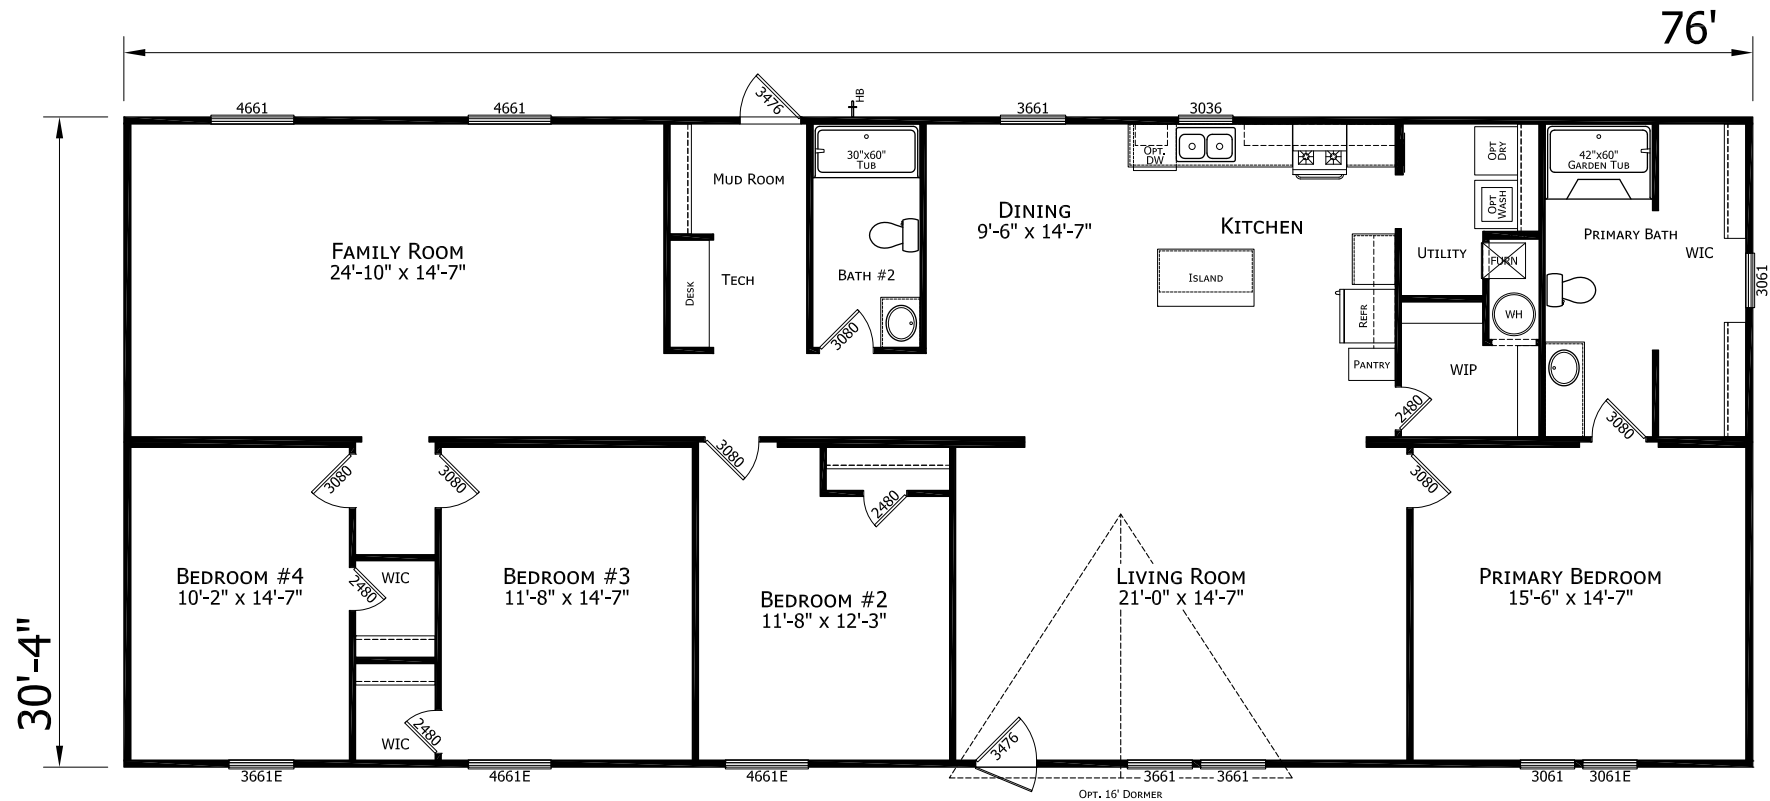 76'
4661
4661
3476
HB
3661
3036
30"x60"
TUB
OPT.
DW
OPT
DRY
42"x60"
GARDEN TUB
MUD ROOM
OPT
WASH
DINING
9'-6" x 14'-7"
KITCHEN
PRIMARY BATH
FAMILY ROOM
24'-10" x 14'-7"
UTILITY
FURN
WIC
BATH #2
TECH
DESK
ISLAND
3061
3080
REFR
WH
PANTRY
WIP
2480
3080
3080
3080
3080
3080
2480
BEDROOM #4
10'-2" x 14'-7"
2480
WIC
BEDROOM #3
11'-8" x 14'-7"
BEDROOM #2
11'-8" x 12'-3"
LIVING ROOM
21'-0" x 14'-7"
PRIMARY BEDROOM
15'-6" x 14'-7"
30'-4"
WIC
2480
3476
3661E
4661E
4661E
3661
3661
3061
3061E
OPT. 16' DORMER